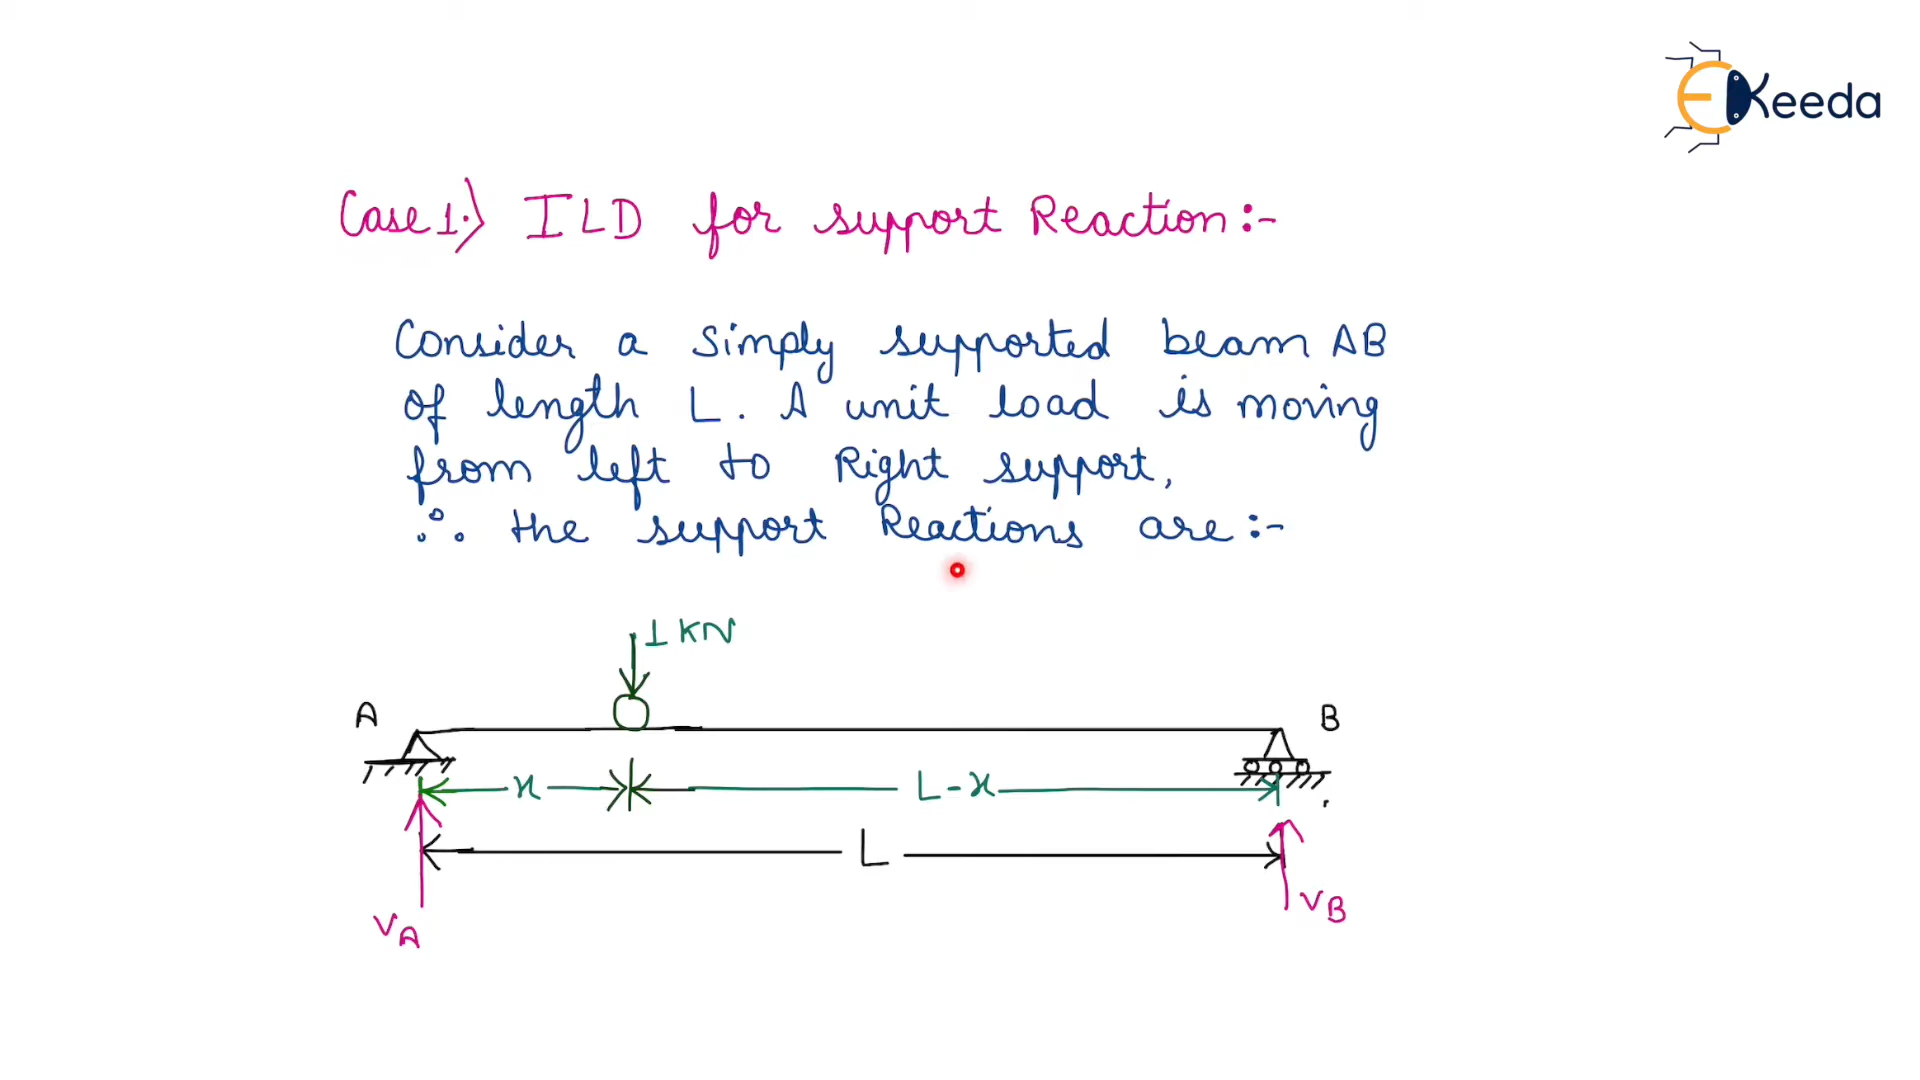 EKeeda
Case 1.) ILD for support Reaction:-
Consider a simply supported beam AB
of length L. A unit load is moving
from left to Right support,
∴ the support Reactions are:-
1 KN
A
B
x
L-x
L
VA
VB